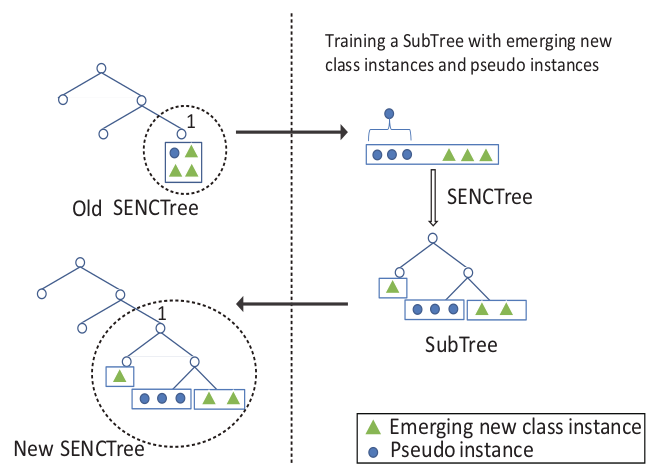 Training a SubTree with emerging new
class instances and pseudo instances
1
Old SENCTree
SENCTree
1
SubTree
New SENCTree
Emerging new class instance
Pseudo instance